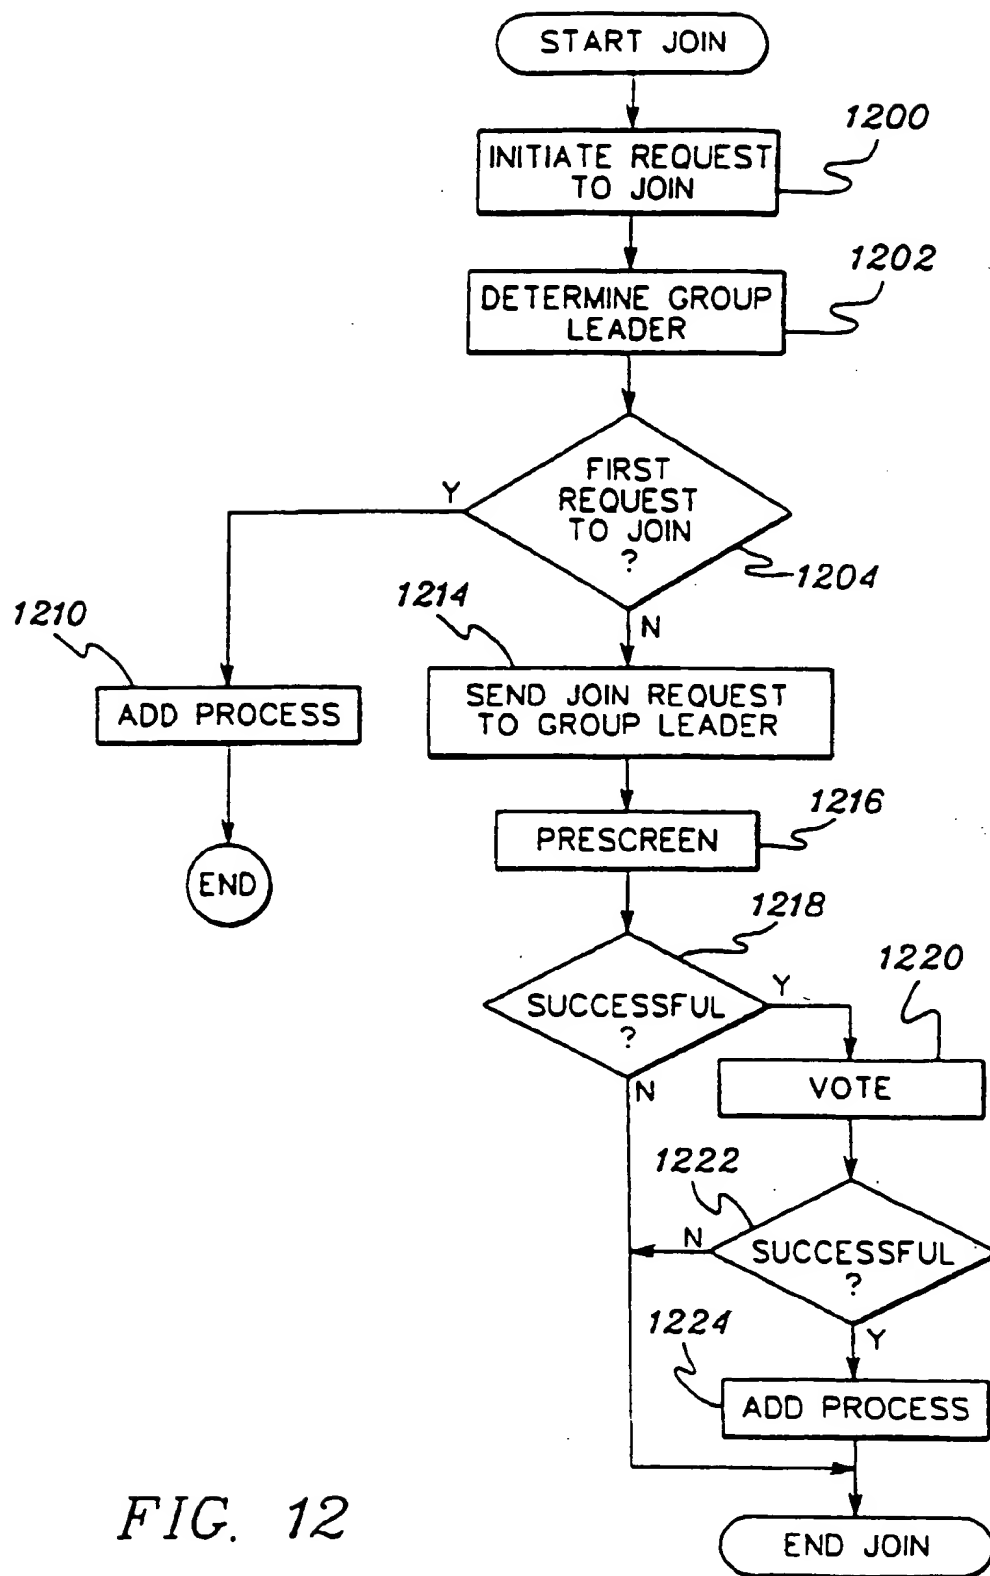 START JOIN
1200
INITIATE REQUEST
TO JOIN
1202
DETERMINE GROUP
LEADER
FIRST
REQUEST
TO JOIN
?
Y
1204
N
1214
1210
SEND JOIN REQUEST
TO GROUP LEADER
ADD PROCESS
1216
PRESCREEN
END
1218
SUCCESSFUL
?
Y
N
1220
VOTE
1222
SUCCESSFUL
?
N
Y
1224
ADD PROCESS
END JOIN
FIG. 12